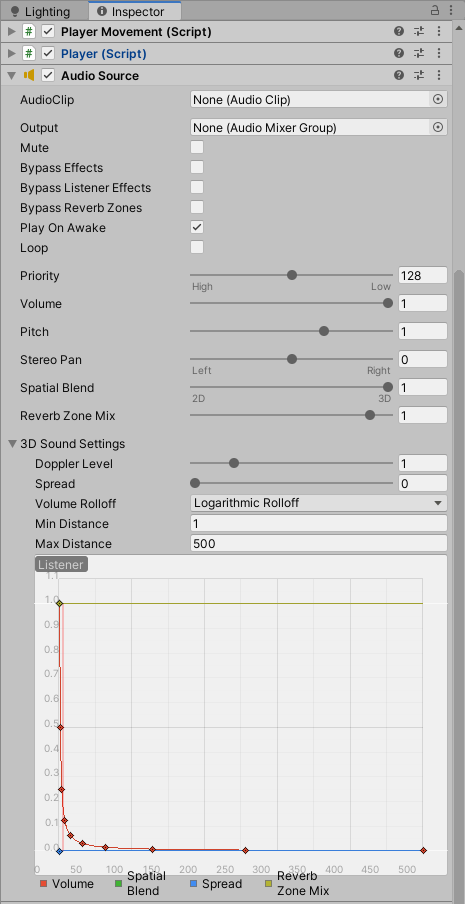 Lighting Inspector
# Player Movement (Script)
# Player (Script)
Audio Source
AudioClip None (Audio Clip)
Output None (Audio Mixer Group)
Mute
Bypass Effects
Bypass Listener Effects
Bypass Reverb Zones
Play On Awake
Loop
Priority 128
High Low
Volume 1
Pitch 1
Stereo Pan 0
Left Right
Spatial Blend 1
2D 3D
Reverb Zone Mix 1
3D Sound Settings
Doppler Level 1
Spread 0
Volume Rolloff Logarithmic Rolloff
Min Distance 1
Max Distance 500
Listener
1.1
1.0
0.9
0.8
0.7
0.6
0.5
0.4
0.3
0.2
0.1
0.0
0 50 100 150 200 250 300 350 400 450 500
Volume Spatial Blend Spread Reverb Zone Mix